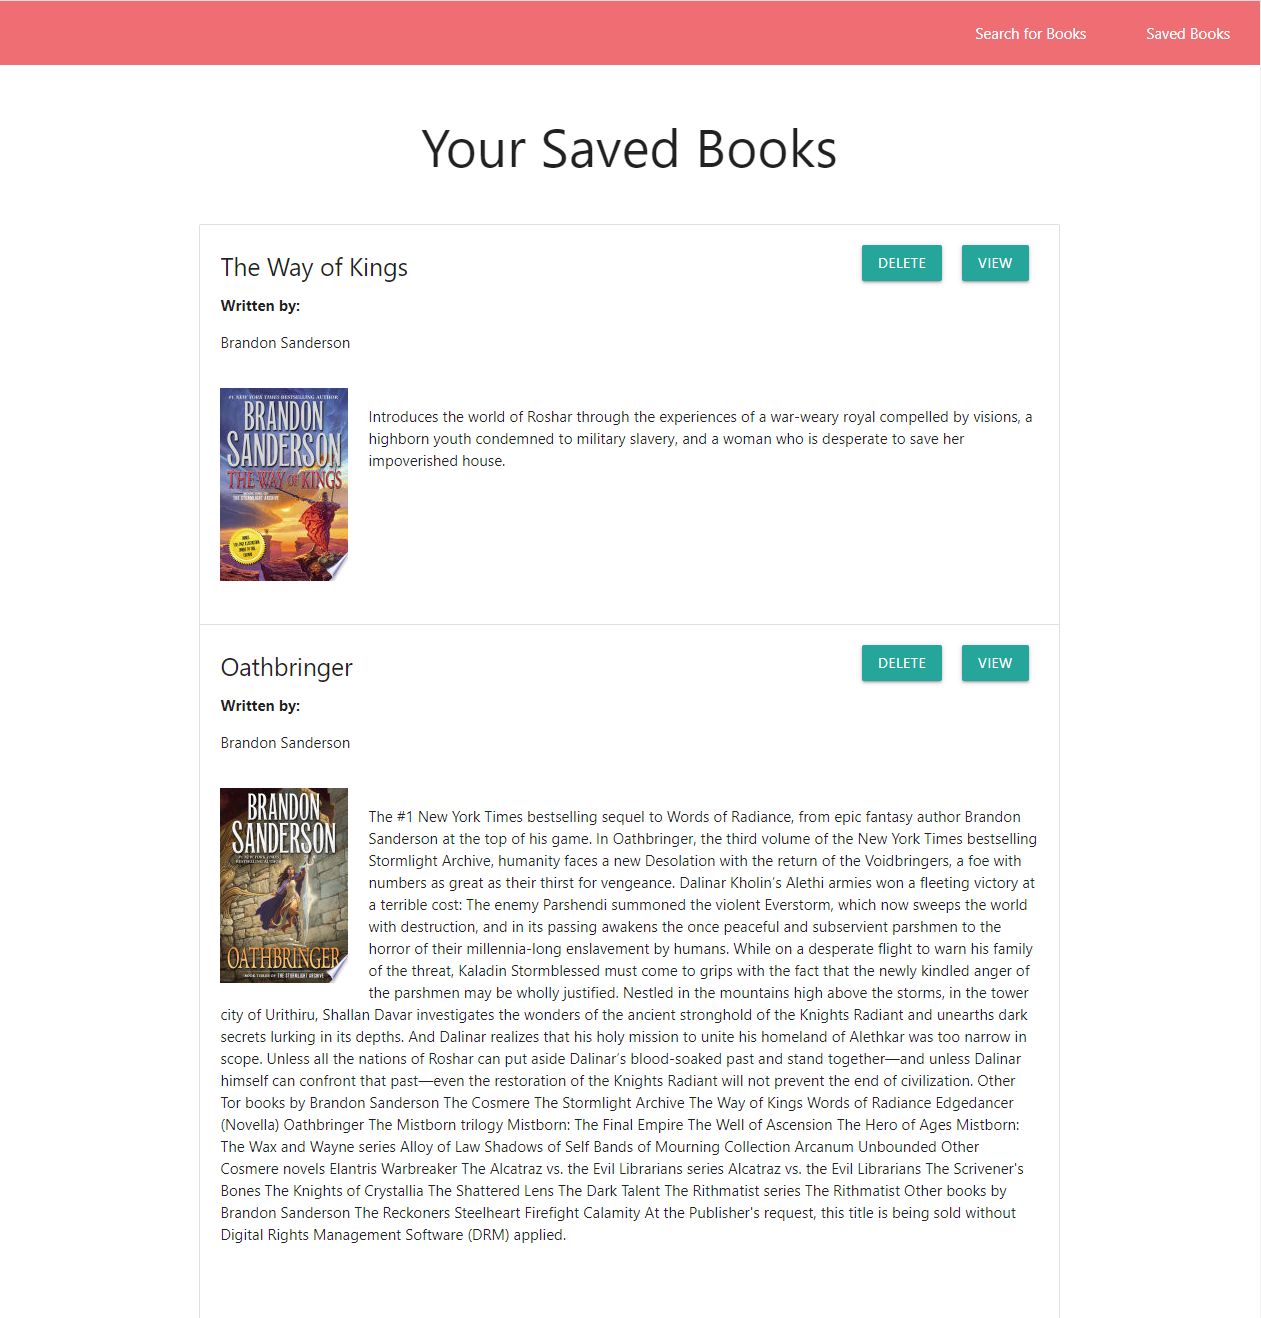 Search for Books
Saved Books
Your Saved Books
The Way of Kings
DELETE
VIEW
Written by:
Brandon Sanderson
#1 NEW YORK TIMES BESTSELLING AUTHOR
BRANDON
SANDERSON
THE WAY OF KINGS
THE STORMLIGHT ARCHIVE
Introduces the world of Roshar through the experiences of a war-weary royal compelled by visions, a
highborn youth condemned to military slavery, and a woman who is desperate to save her
impoverished house.
Oathbringer
DELETE
VIEW
Written by:
Brandon Sanderson
BRANDON
SANDERSON
#1 NEW YORK TIMES
BESTSELLING AUTHOR
OATHBRINGER
BOOK THREE OF THE STORMLIGHT ARCHIVE
The #1 New York Times bestselling sequel to Words of Radiance, from epic fantasy author Brandon
Sanderson at the top of his game. In Oathbringer, the third volume of the New York Times bestselling
Stormlight Archive, humanity faces a new Desolation with the return of the Voidbringers, a foe with
numbers as great as their thirst for vengeance. Dalinar Kholin’s Alethi armies won a fleeting victory at
a terrible cost: The enemy Parshendi summoned the violent Everstorm, which now sweeps the world
with destruction, and in its passing awakens the once peaceful and subservient parshmen to the
horror of their millennia-long enslavement by humans. While on a desperate flight to warn his family
of the threat, Kaladin Stormblessed must come to grips with the fact that the newly kindled anger of
the parshmen may be wholly justified. Nestled in the mountains high above the storms, in the tower
city of Urithiru, Shallan Davar investigates the wonders of the ancient stronghold of the Knights Radiant and unearths dark
secrets lurking in its depths. And Dalinar realizes that his holy mission to unite his homeland of Alethkar was too narrow in
scope. Unless all the nations of Roshar can put aside Dalinar’s blood-soaked past and stand together—and unless Dalinar
himself can confront that past—even the restoration of the Knights Radiant will not prevent the end of civilization. Other
Tor books by Brandon Sanderson The Cosmere The Stormlight Archive The Way of Kings Words of Radiance Edgedancer
(Novella) Oathbringer The Mistborn trilogy Mistborn: The Final Empire The Well of Ascension The Hero of Ages Mistborn:
The Wax and Wayne series Alloy of Law Shadows of Self Bands of Mourning Collection Arcanum Unbounded Other
Cosmere novels Elantris Warbreaker The Alcatraz vs. the Evil Librarians series Alcatraz vs. the Evil Librarians The Scrivener's
Bones The Knights of Crystallia The Shattered Lens The Dark Talent The Rithmatist series The Rithmatist Other books by
Brandon Sanderson The Reckoners Steelheart Firefight Calamity At the Publisher's request, this title is being sold without
Digital Rights Management Software (DRM) applied.